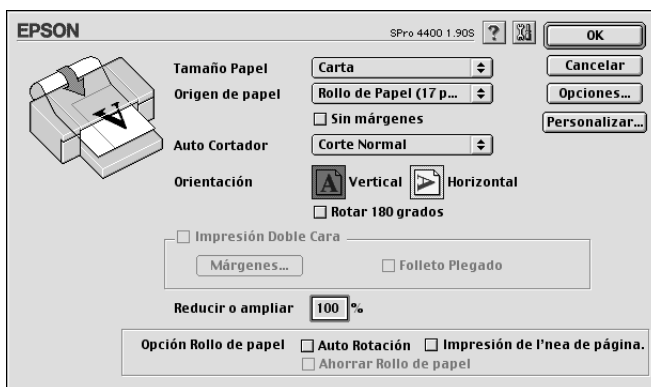 EPSON SPro 4400 1.90S ? OK
Tamaño Papel Carta Cancelar
Origen de papel Rollo de Papel (17 p... Opciones...
Sin márgenes Personalizar...
Auto Cortador Corte Normal
Orientación A Vertical A Horizontal
Rotar 180 grados
Impresión Doble Cara
Márgenes... Folleto Plegado
Reducir o ampliar 100 %
Opción Rollo de papel Auto Rotación Impresión de l'nea de página.
Ahorrar Rollo de papel